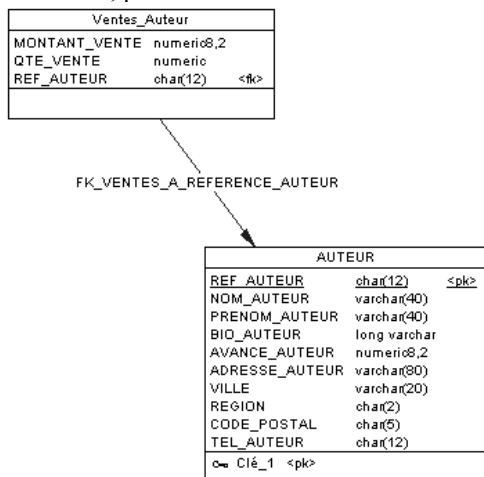 Ventes_Auteur
MONTANT_VENTE numeric8,2
QTE_VENTE numeric
REF_AUTEUR char(12) <fk>
FK_VENTES_A_REFERENCE_AUTEUR
AUTEUR
REF_AUTEUR char(12) <pk>
NOM_AUTEUR varchar(40)
PRENOM_AUTEUR varchar(40)
BIO_AUTEUR long varchar
AVANCE_AUTEUR numeric8,2
ADRESSE_AUTEUR varchar(80)
VILLE varchar(20)
REGION char(2)
CODE_POSTAL char(5)
TEL_AUTEUR char(12)
Clé_1 <pk>